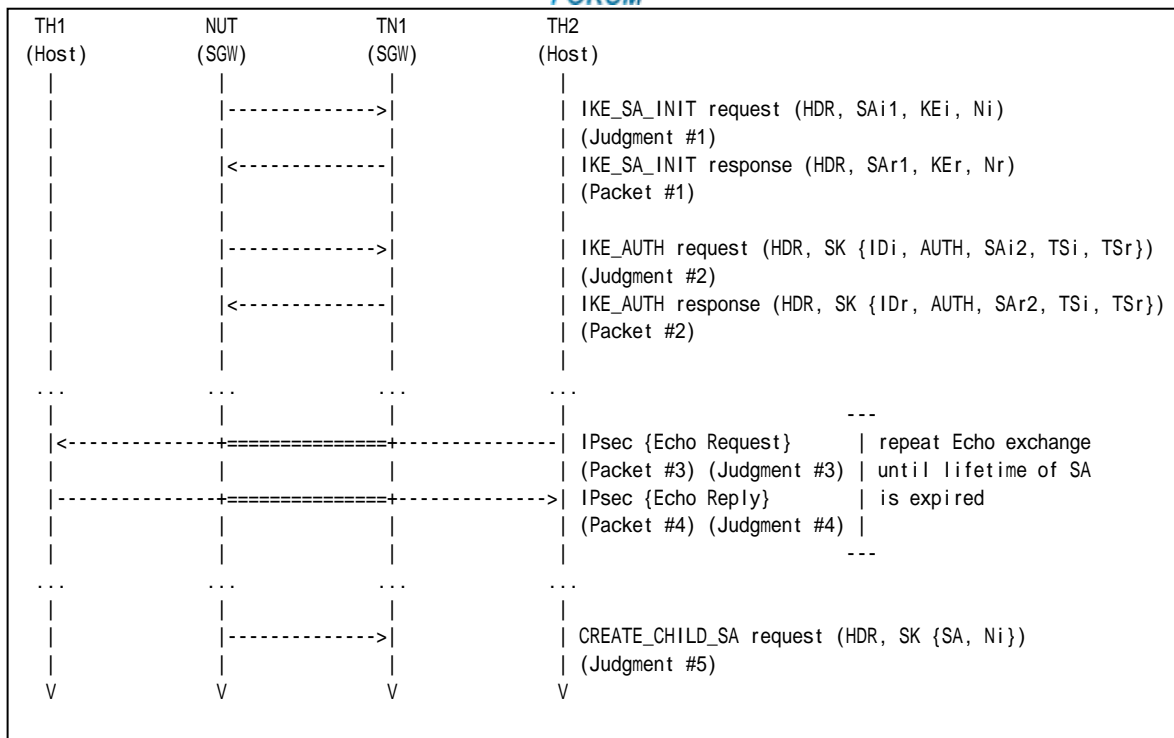 FORUM
TH1 NUT TN1 TH2
(Host) (SGW) (SGW) (Host)
| | | |
| |-------------->| | IKE_SA_INIT request (HDR, SAi1, KEi, Ni)
| | | | (Judgment #1)
| |<--------------| | IKE_SA_INIT response (HDR, SAr1, KEr, Nr)
| | | | (Packet #1)
| | | |
| |-------------->| | IKE_AUTH request (HDR, SK {IDi, AUTH, SAi2, TSi, TSr})
| | | | (Judgment #2)
| |<--------------| | IKE_AUTH response (HDR, SK {IDr, AUTH, SAr2, TSi, TSr})
| | | | (Packet #2)
| | | |
... ... ... ...
| | | | ---
|<--------------+===============+--------------| IPsec {Echo Request} | repeat Echo exchange
| | | | (Packet #3) (Judgment #3) | until lifetime of SA
|---------------+===============+------------->| IPsec {Echo Reply} | is expired
| | | | (Packet #4) (Judgment #4) |
| | | | ---
... ... ... ...
| | | |
| |-------------->| | CREATE_CHILD_SA request (HDR, SK {SA, Ni})
| | | | (Judgment #5)
V V V V